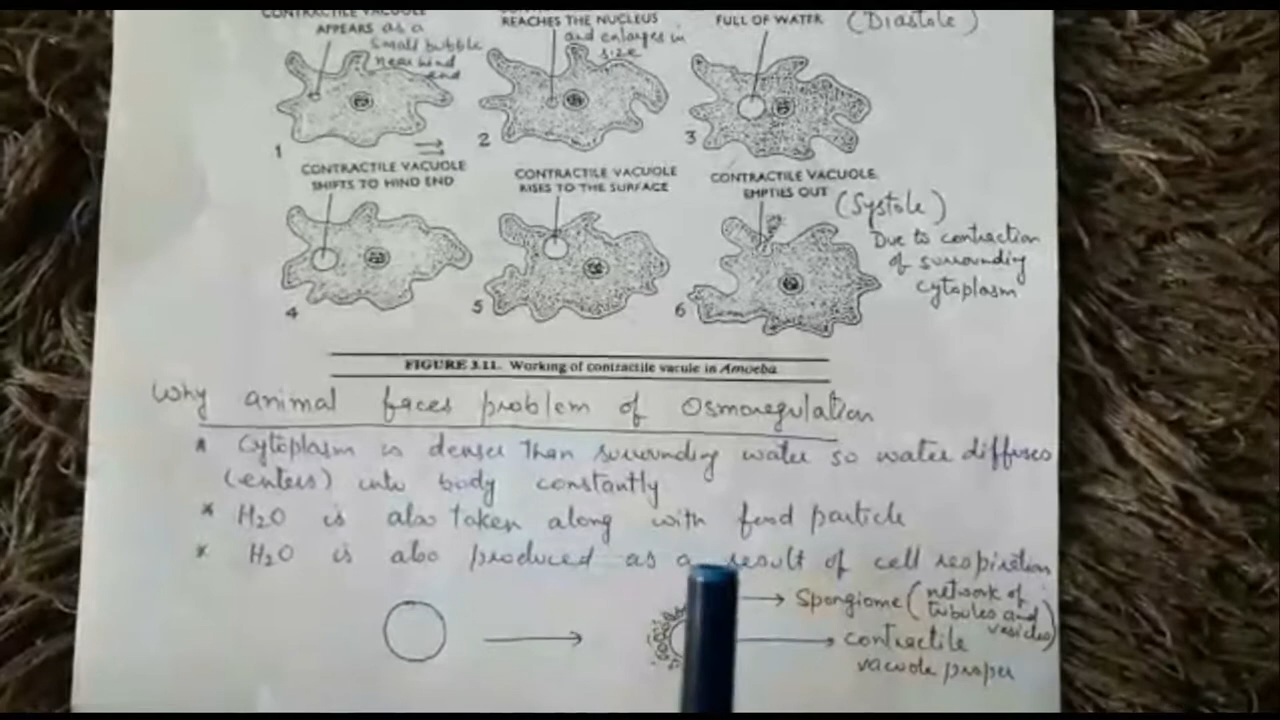 CONTRACTILE VACUOLE
APPEARS as a
small bubble
near hind
end
REACHES THE NUCLEUS
and enlarges in
size
FULL OF WATER (Diastole)
1
2
3
CONTRACTILE VACUOLE
SHIFTS TO HIND END
CONTRACTILE VACUOLE
RISES TO THE SURFACE
CONTRACTILE VACUOLE
EMPTIES OUT (Systole)
Due to contraction
of surrounding
cytoplasm
4
5
6
FIGURE 3.11. Working of contractile vacule in Amoeba
Why animal faces problem of Osmoregulation
* Cytoplasm is denser than surrounding water so water diffuses
(enters) into body constantly
* H2O is also taken along with food particle
* H2O is also produced as a result of cell respiration
Spongiome (network of
tubules and
vesicles)
contractile
vacuole proper